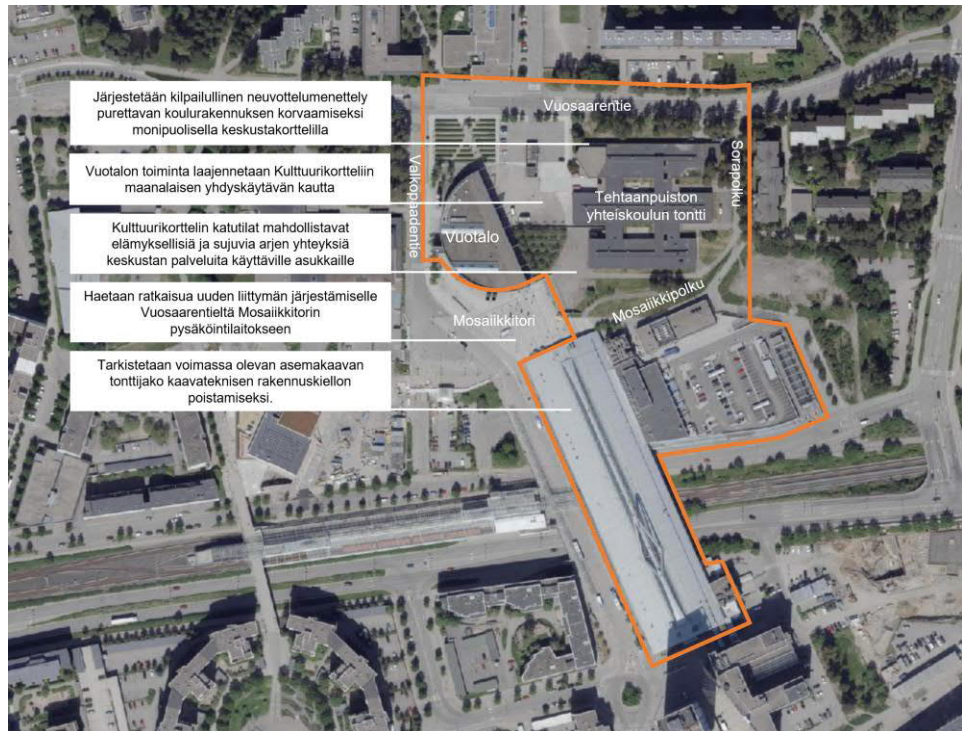 Järjestetään kilpailullinen neuvottelumenettely
purettavan koulurakennuksen korvaamiseksi
monipuolisella keskustakorttelilla
Vuotalon toiminta laajennetaan Kulttuurikortteliin
maanalaisen yhdyskäytävän kautta
Kulttuurikorttelin katutilat mahdollistavat
elämyksellisiä ja sujuvia arjen yhteyksiä
keskustan palveluita käyttäville asukkaille
Haetaan ratkaisua uuden liittymän järjestämiselle
Vuosaarentieltä Mosaiikkitorin
pysäköintilaitokseen
Tarkistetaan voimassa olevan asemakaavan
tonttijako kaavateknisen rakennuskiellon
poistamiseksi.
Vuosaarentie
Valkopaadentie
Sorapolku
Tehtaanpuiston
yhteiskoulun tontti
Vuotalo
Mosaiikkipolku
Mosaiikkitori